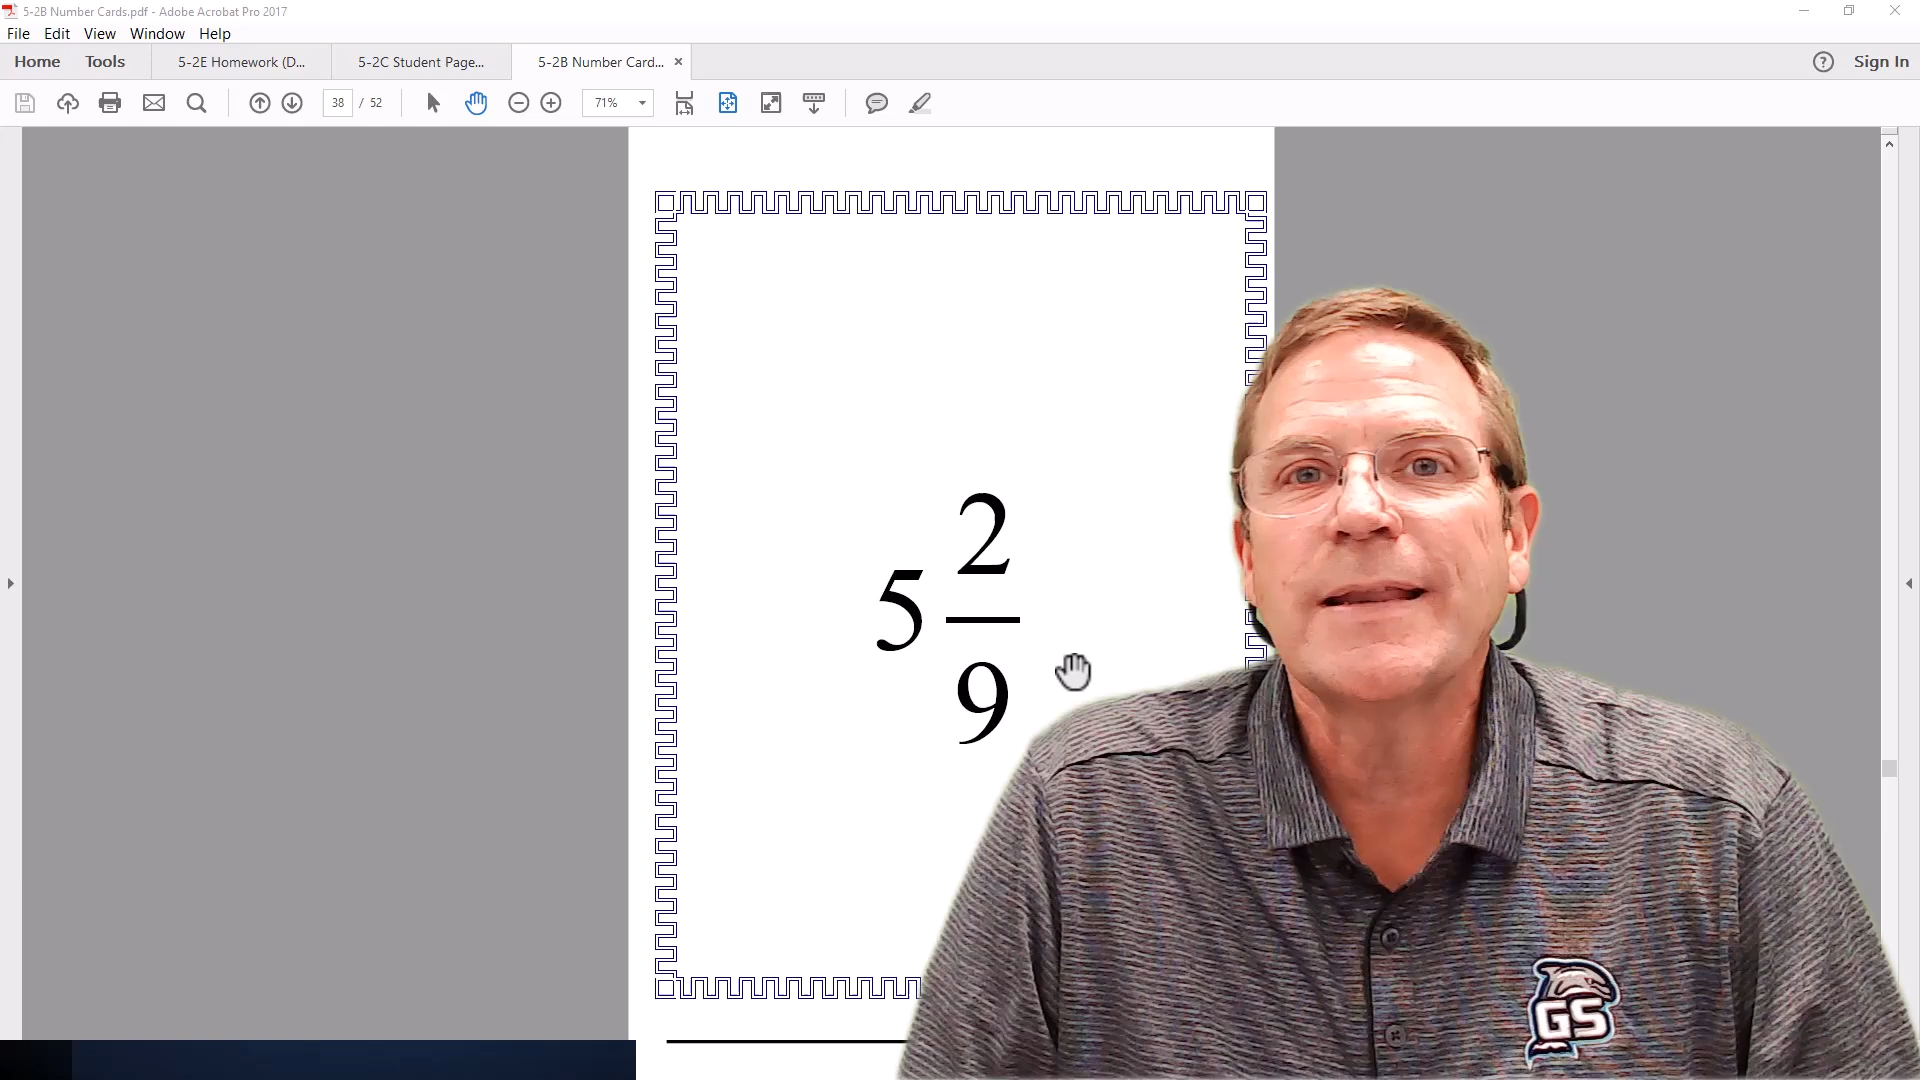 5-2B Number Cards.pdf - Adobe Acrobat Pro 2017
File Edit View Window Help
Home Tools 5-2E Homework (D... 5-2C Student Page... 5-2B Number Card... × Sign In
38 / 52 71%
5 2
9
GS